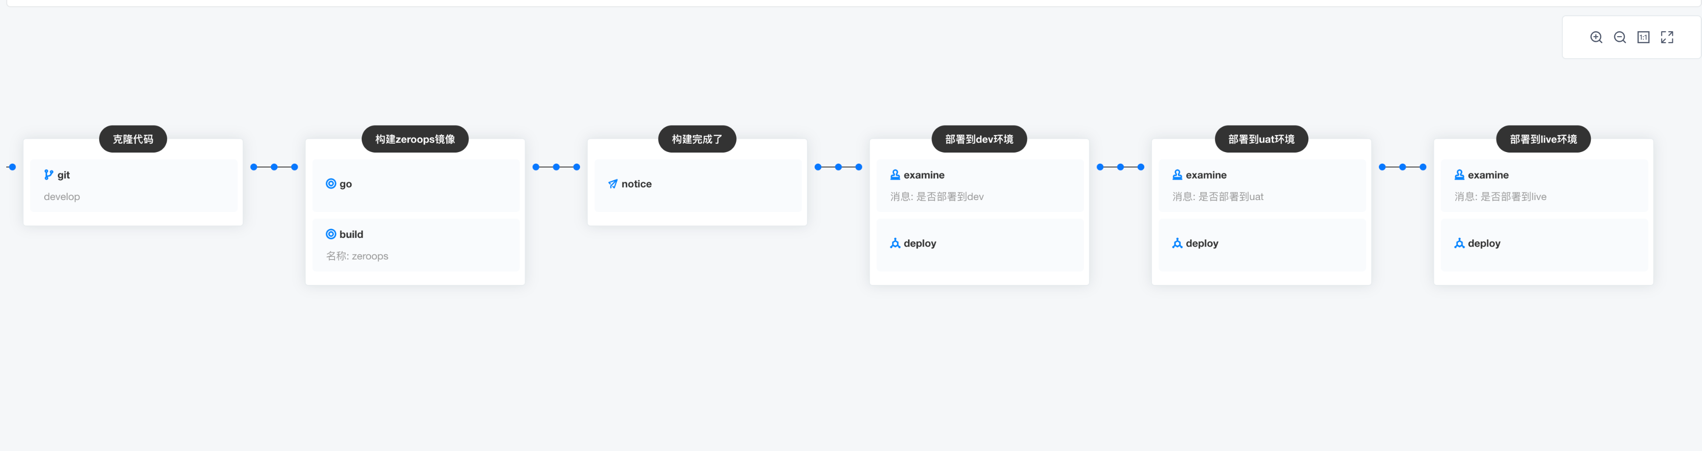 1:1
克隆代码
git
develop
构建zeroops镜像
go
build
名称: zeroops
构建完成了
notice
部署到dev环境
examine
消息: 是否部署到dev
deploy
部署到uat环境
examine
消息: 是否部署到uat
deploy
部署到live环境
examine
消息: 是否部署到live
deploy